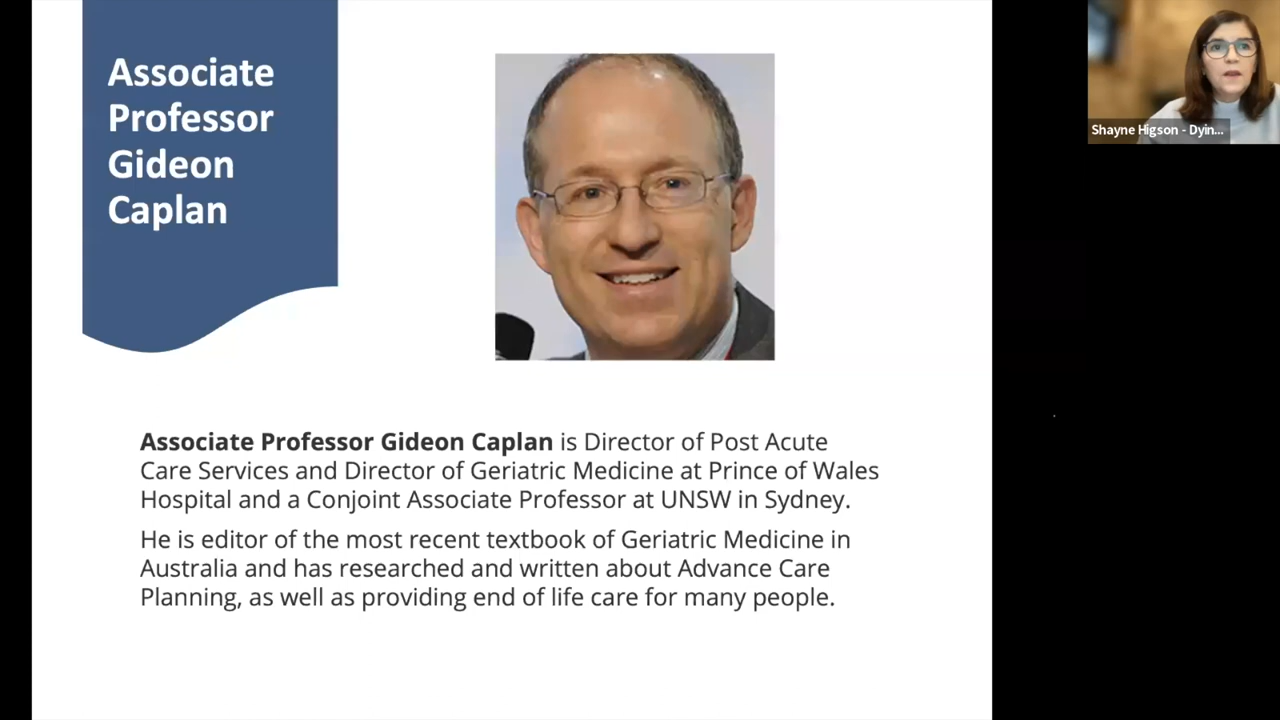 Associate
Professor
Gideon
Caplan
Shayne Higson - Dyin...
Associate Professor Gideon Caplan is Director of Post Acute
Care Services and Director of Geriatric Medicine at Prince of Wales
Hospital and a Conjoint Associate Professor at UNSW in Sydney.
He is editor of the most recent textbook of Geriatric Medicine in
Australia and has researched and written about Advance Care
Planning, as well as providing end of life care for many people.